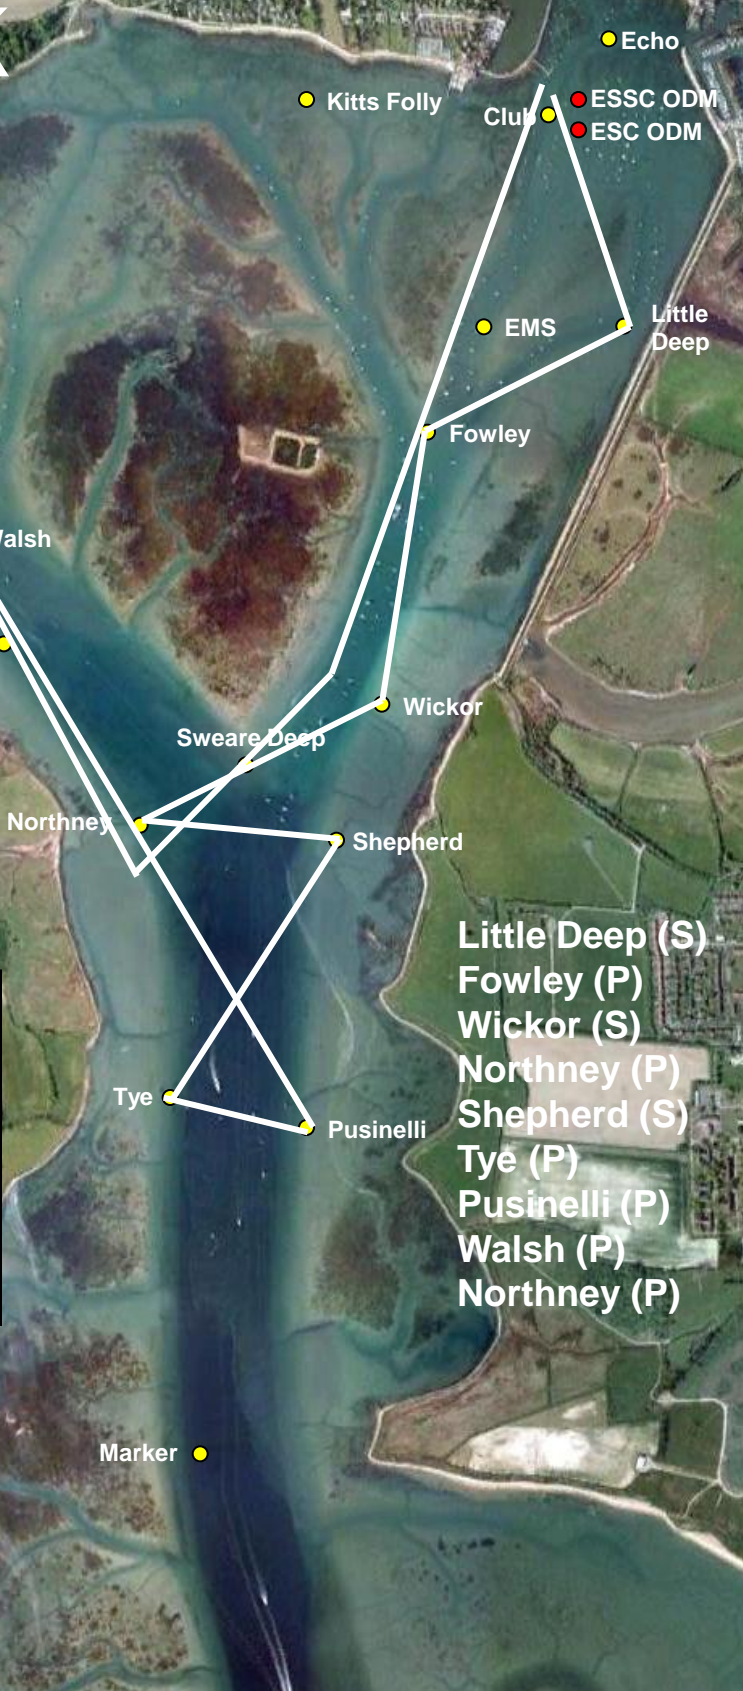 Echo
ESSC ODM
Kitts Folly
Club
ESC ODM
Little
Deep
EMS
Fowley
Walsh
Wickor
Sweare Deep
Northney
Shepherd
Little Deep (S)
Fowley (P)
Wickor (S)
Northney (P)
Shepherd (S)
Tye (P)
Pusinelli (P)
Walsh (P)
Northney (P)
Tye
Pusinelli
Marker